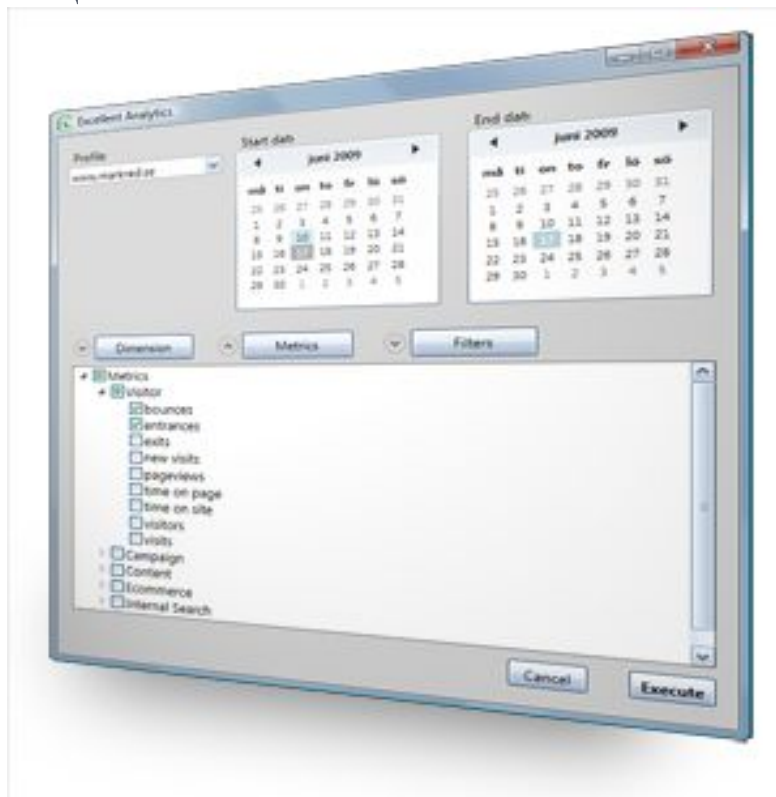 Excellent Analytics
Profile
Start date
End date
juni 2009
juni 2009
må ti on to fr lö sö
25 26 27 28 29 30 31
1 2 3 4 5 6 7
8 9 10 11 12 13 14
15 16 17 18 19 20 21
22 23 24 25 26 27 28
29 30 1 2 3 4 5
må ti on to fr lö sö
25 26 27 28 29 30 31
1 2 3 4 5 6 7
8 9 10 11 12 13 14
15 16 17 18 19 20 21
22 23 24 25 26 27 28
29 30 1 2 3 4 5
Dimension
Metrics
Filters
Metrics
Visitor
bounces
entrances
exits
new visits
pageviews
time on page
time on site
visitors
visits
Campaign
Content
Ecommerce
Internal Search
Cancel
Execute